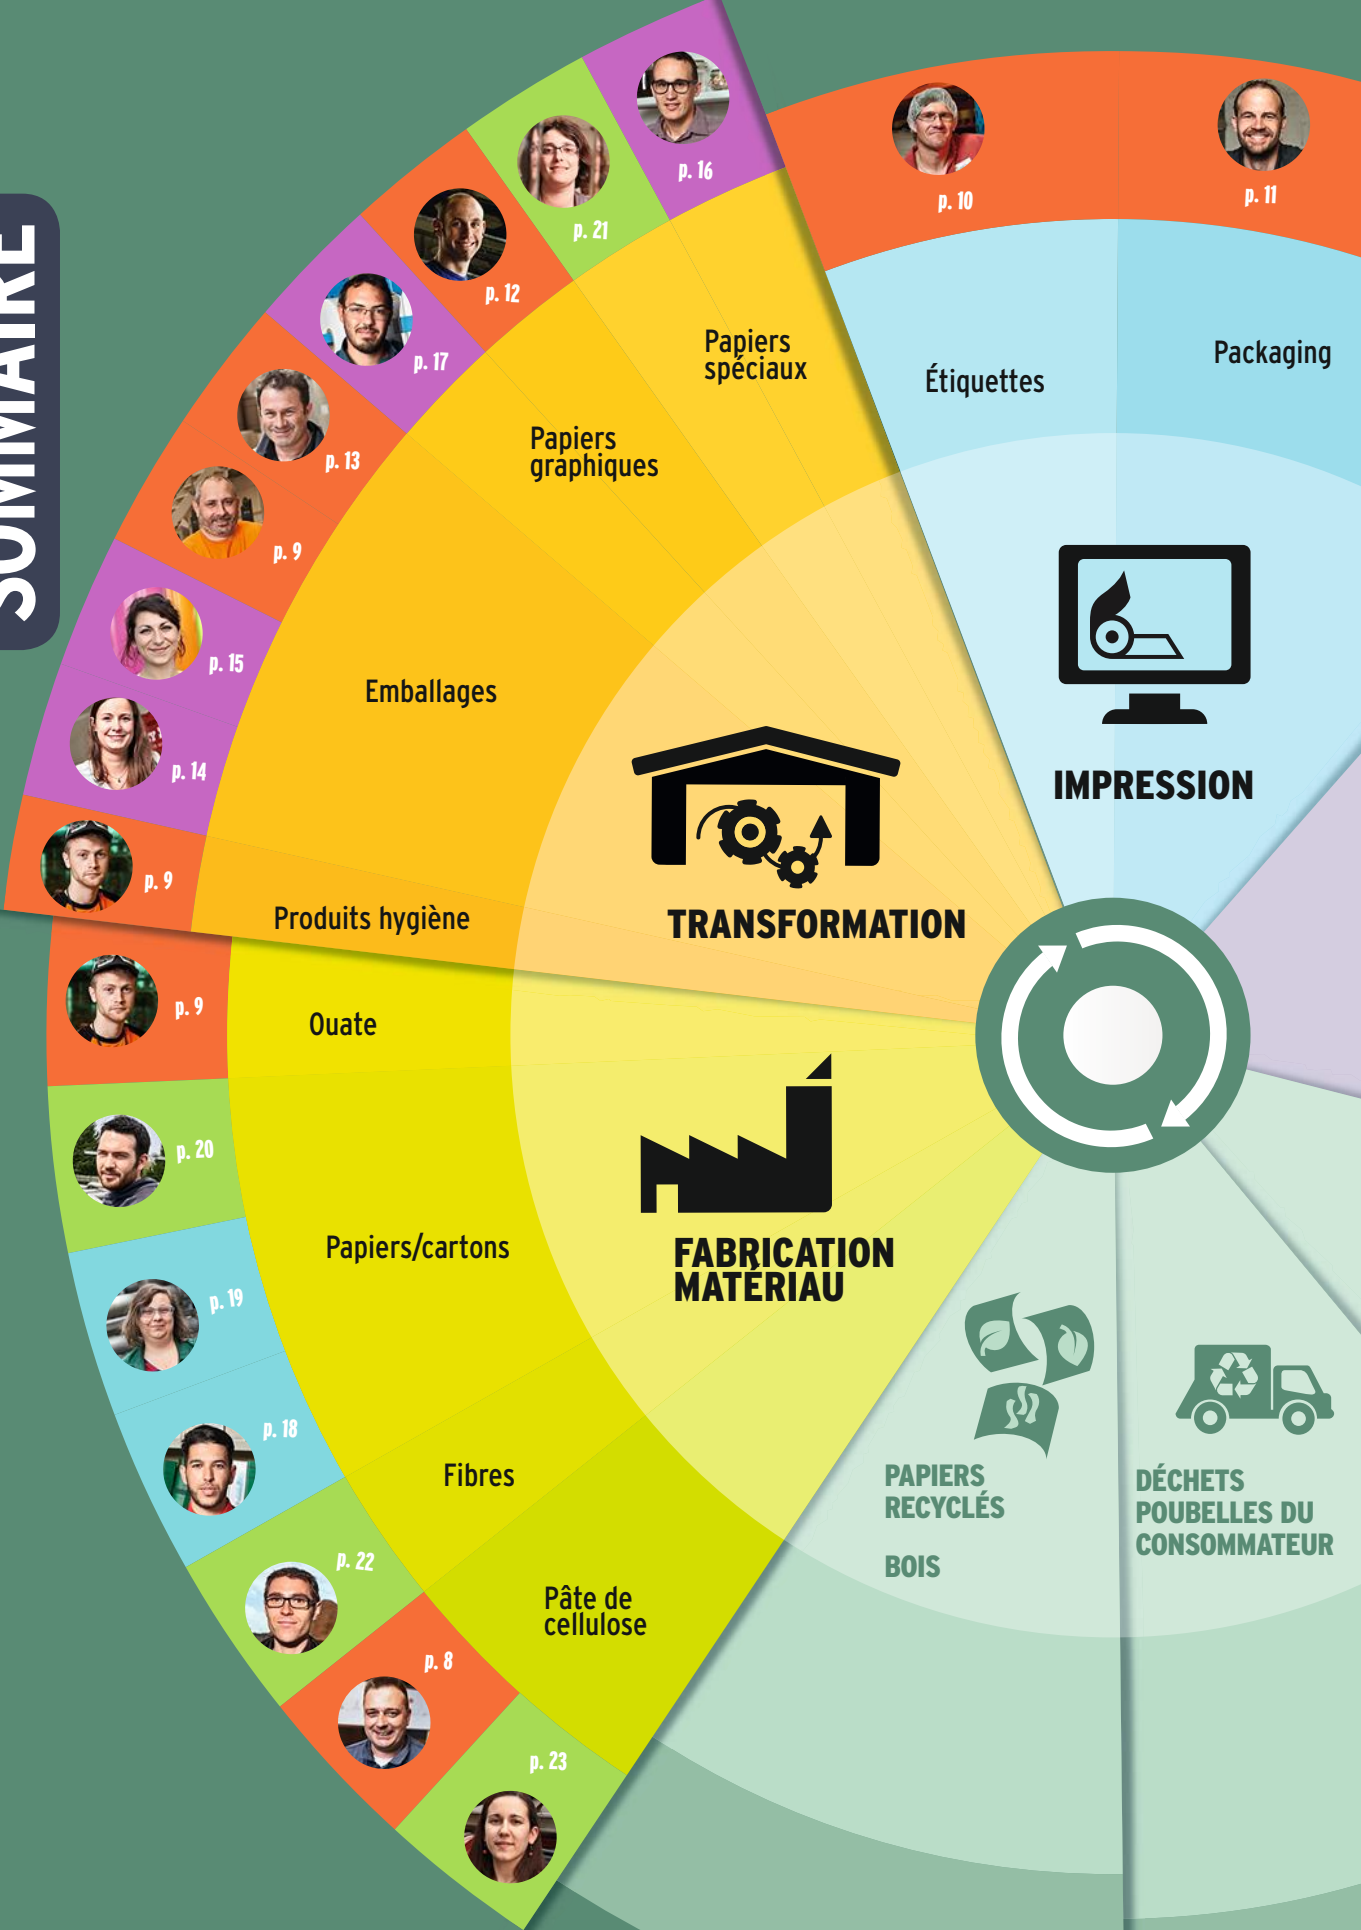 SOMMAIRE
p. 16
p. 21
p. 12
p. 17
p. 13
p. 9
p. 15
p. 14
p. 9
p. 10
p. 11
Papiers
spéciaux
Étiquettes
Packaging
Papiers
graphiques
Emballages
IMPRESSION
Produits hygiène
TRANSFORMATION
p. 9
Ouate
p. 20
Papiers/cartons
FABRICATION
MATÉRIAU
p. 19
p. 18
Fibres
p. 22
Pâte de
cellulose
p. 8
p. 23
PAPIERS
RECYCLÉS
BOIS
DÉCHETS
POUBELLES DU
CONSOMMATEUR